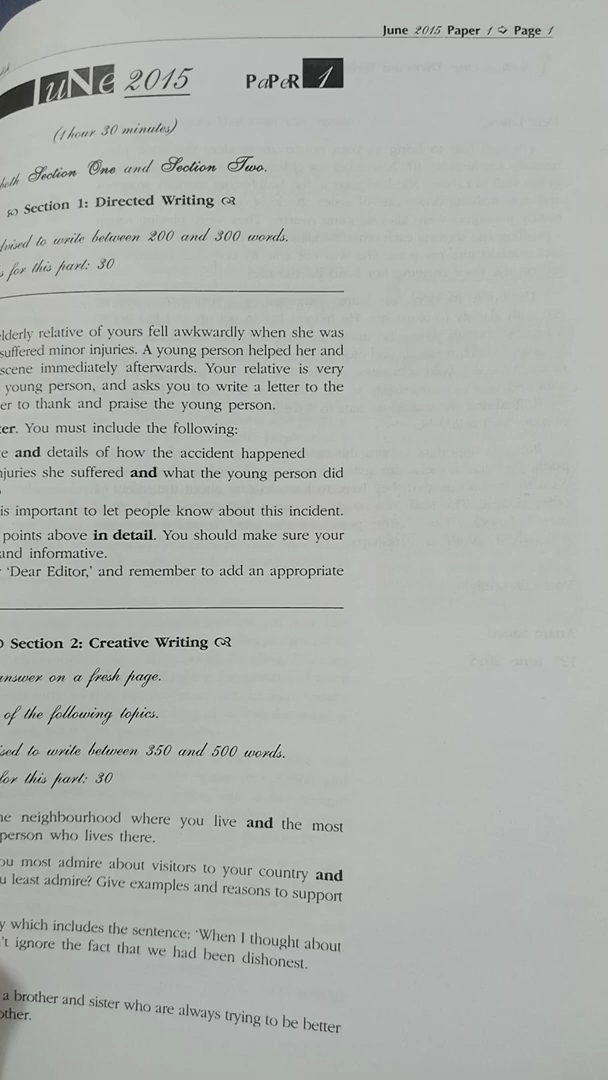 June 2015 Paper 1 ➪ Page 1
JuNe 2015 PaPeR 1
(1 hour 30 minutes)
both Section One and Section Two.
Section 1: Directed Writing
to write between 200 and 300 words.
for this part: 30
relative of yours fell awkwardly when she was
suffered minor injuries. A young person helped her and
scene immediately afterwards. Your relative is very
young person, and asks you to write a letter to the
to thank and praise the young person.
You must include the following:
and details of how the accident happened
she suffered and what the young person did
is important to let people know about this incident.
points above in detail. You should make sure your
and informative.
'Dear Editor,' and remember to add an appropriate
Section 2: Creative Writing
answer on a fresh page.
of the following topics.
to write between 350 and 500 words.
for this part: 30
neighbourhood where you live and the most
person who lives there.
most admire about visitors to your country and
least admire? Give examples and reasons to support
which includes the sentence: 'When I thought about
ignore the fact that we had been dishonest.
a brother and sister who are always trying to be better